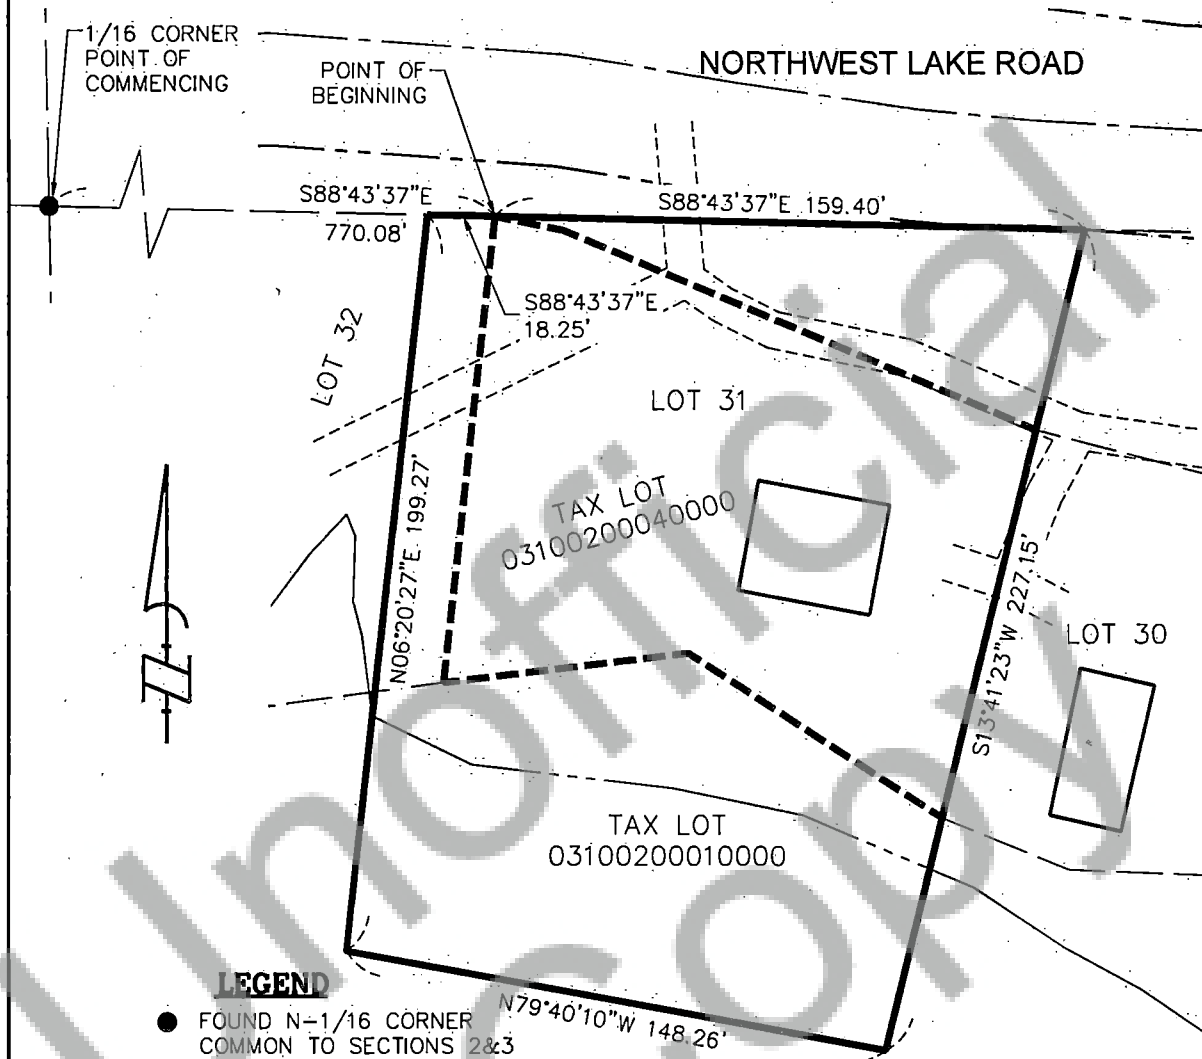 1/16 CORNER
POINT OF
COMMENCING
POINT OF
BEGINNING
NORTHWEST LAKE ROAD
S88°43'37"E
770.08'
S88°43'37"E 159.40'
S88°43'37"E
18.25'
LOT 32
LOT 31
TAX LOT
03100200040000
N06°20'27"E 199.27'
S13°41'23"W 227.15'
LOT 30
TAX LOT
03100200010000
N79°40'10"W 148.26'
LEGEND
FOUND N-1/16 CORNER
COMMON TO SECTIONS 2&3
Unofficial
Copy